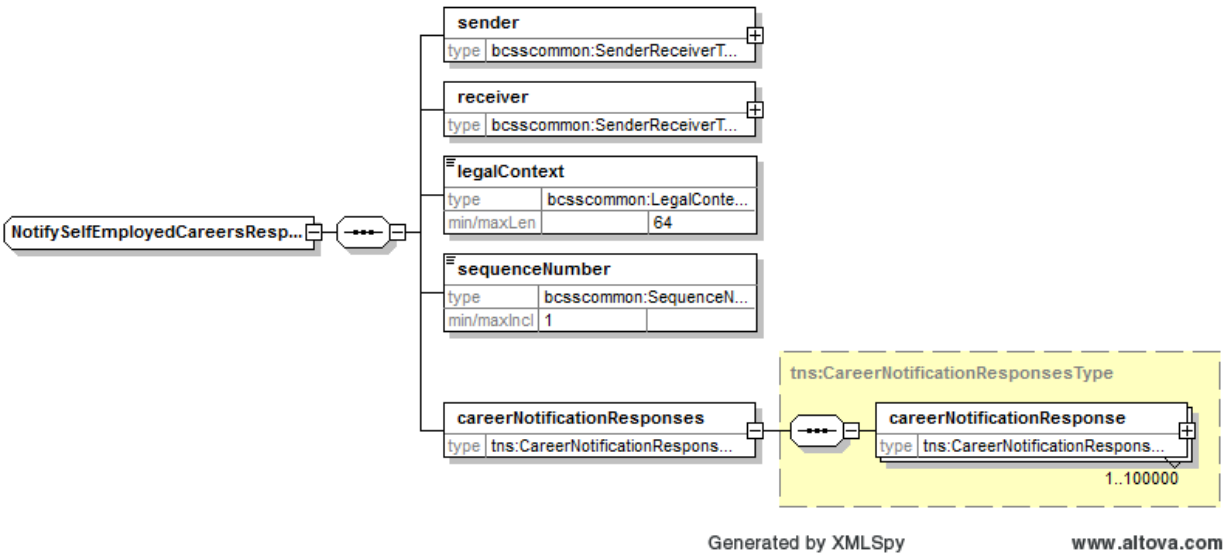 sender
type bcsscommon:SenderReceiverT...
receiver
type bcsscommon:SenderReceiverT...
legalContext
type bcsscommon:LegalConte...
min/maxLen 64
NotifySelfEmployedCareersResp...
sequenceNumber
type bcsscommon:SequenceN...
min/maxIncl 1
tns:CareerNotificationResponsesType
careerNotificationResponses
type tns:CareerNotificationRespons...
careerNotificationResponse
type tns:CareerNotificationRespons...
1..100000
Generated by XMLSpy www.altova.com